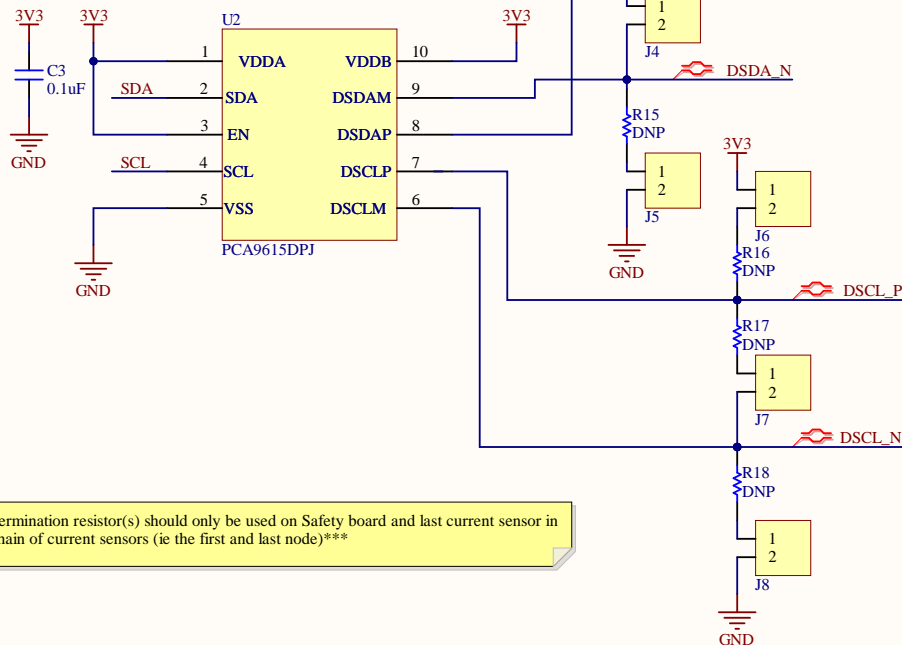 3V3
3V3
U2
3V3
1
2
J4
C3
0.1uF
1
VDDA
VDDB
10
DSDA_N
SDA
2
SDA
DSDAM
9
R15
DNP
3
EN
DSDAP
8
GND
SCL
4
SCL
DSCLP
7
1
2
J5
3V3
5
VSS
DSCLM
6
1
2
J6
PCA9615DPJ
GND
GND
R16
DNP
DSCL_P
R17
DNP
1
2
J7
DSCL_N
R18
DNP
ermination resistor(s) should only be used on Safety board and last current sensor in
ain of current sensors (ie the first and last node)***
1
2
J8
GND